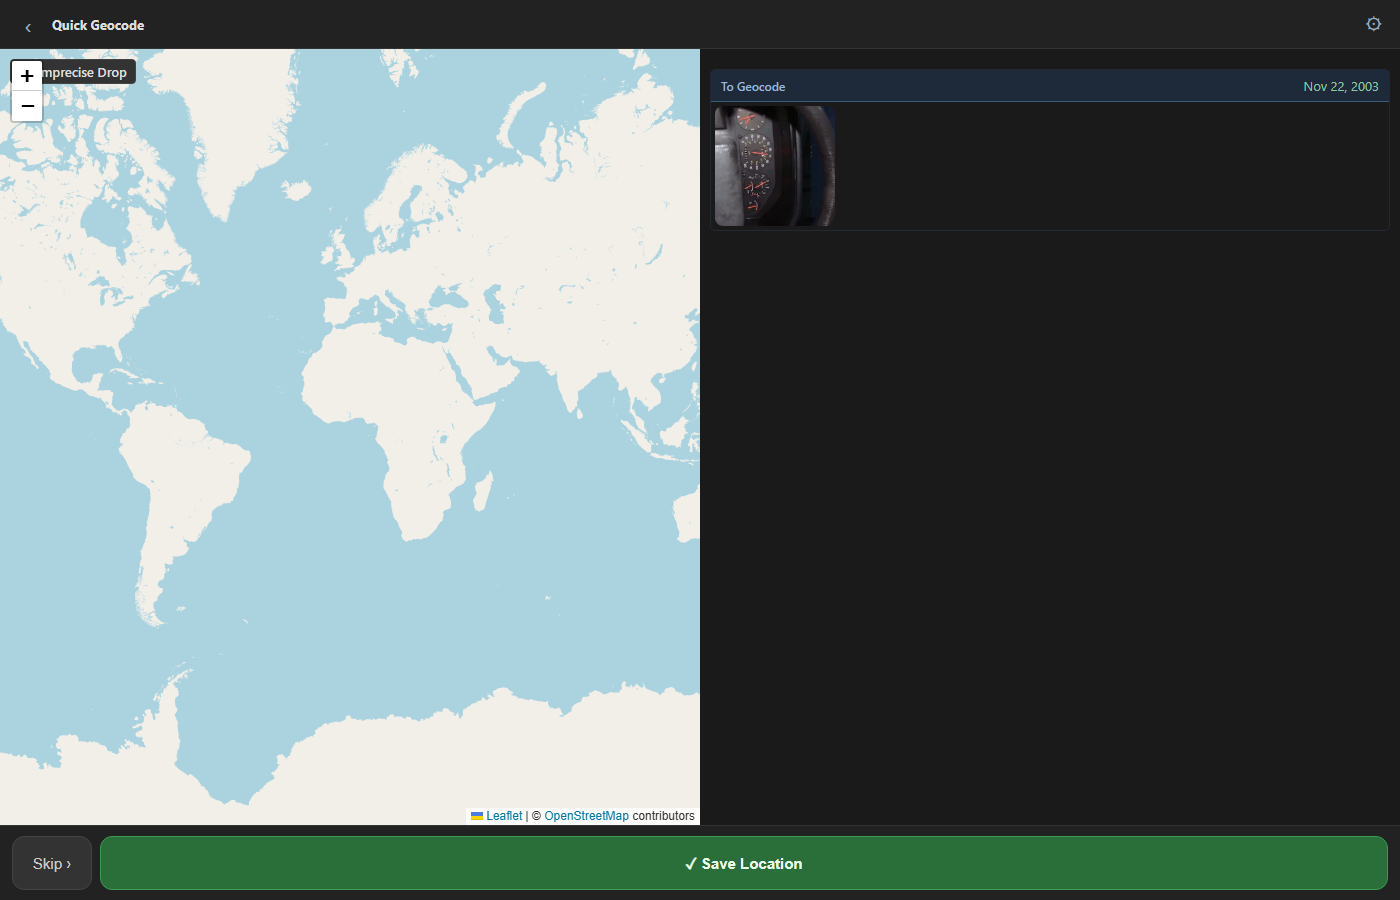 ‹ Quick Geocode
+
mprecise Drop
−
To Geocode
Nov 22, 2003
Leaflet | © OpenStreetMap contributors
Skip ›
✓ Save Location